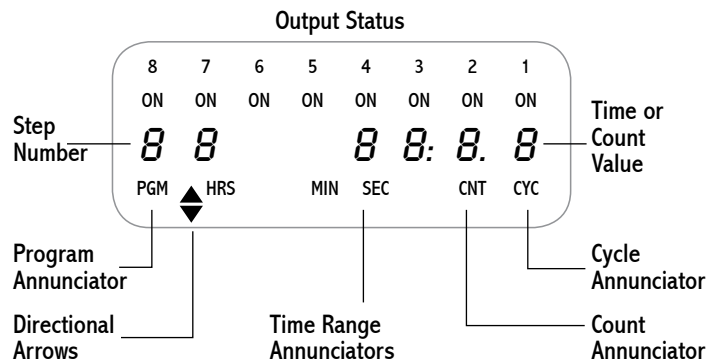 Output Status
8 7 6 5 4 3 2 1
ON ON ON ON ON ON ON ON
Step
Number
8 8 8 8: 8. 8
Time or
Count
Value
PGM HRS MIN SEC CNT CYC
Program
Annunciator
Cycle
Annunciator
Directional
Arrows
Time Range
Annunciators
Count
Annunciator